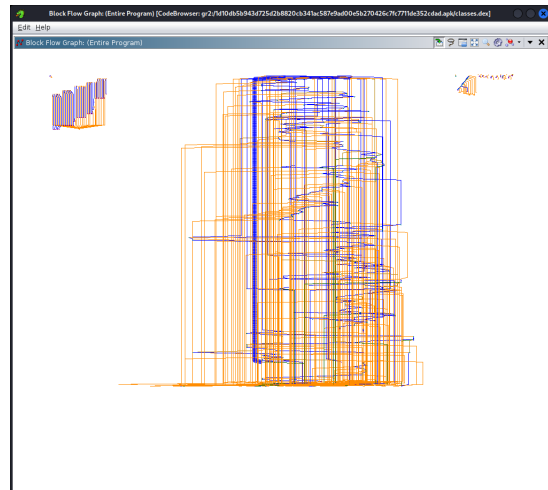 Block Flow Graph: (Entire Program) [CodeBrowser: gr2:/1d10db5b943d725d2b8820cb341ac587e9ad00e5b270426c7fc7711de352cdad.apk/classes.dex]
Edit Help
Block Flow Graph: (Entire Program)